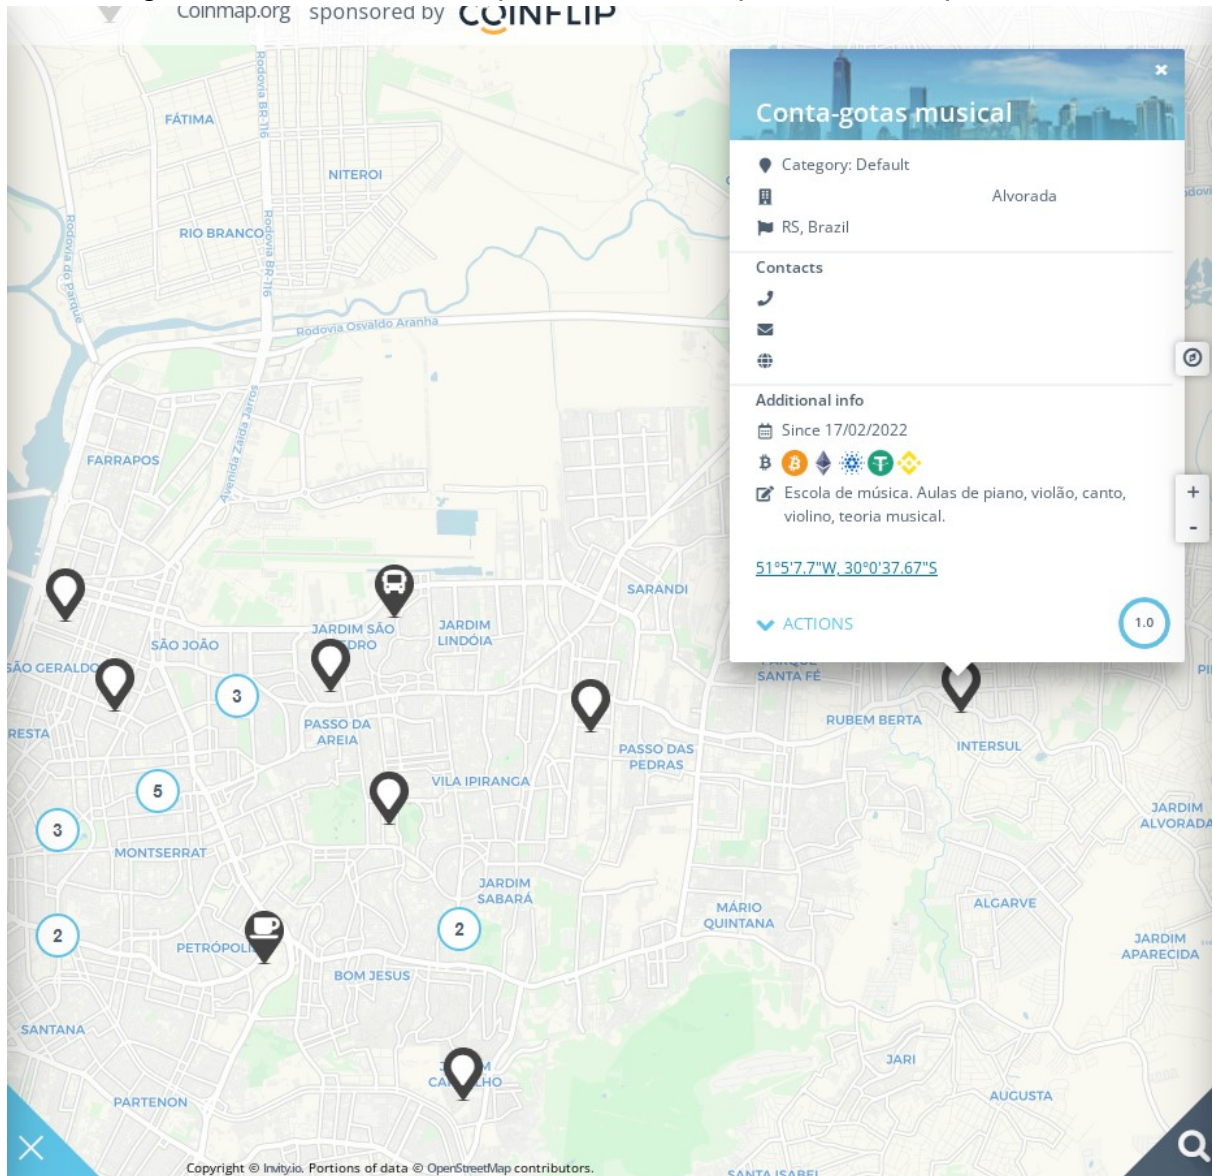 Coinmap.org sponsored by COINFLIP
Conta-gotas musical
Category: Default
Alvorada
RS, Brazil
Contacts
Additional info
Since 17/02/2022
Escola de música. Aulas de piano, violão, canto,
violino, teoria musical.
51°5'7.7"W, 30°0'37.67"S
ACTIONS
1.0
+
-
FÁTIMA
Rodovia BR-116
NITEROI
RIO BRANCO
Rodovia do Parque
Rodovia BR-116
Rodovia Osvaldo Aranha
Avenida Zaida Jarros
FARRAPOS
SARANDI
JARDIM
LINDÓIA
JARDIM SÃO
SÃO JOÃO
SÃO GERALDO
3
SANTA FÉ
PASSO DA
AREIA
RUBEM BERTA
INTERSUL
PASSO DAS
PEDRAS
VILA IPIRANGA
5
3
MONTSERRAT
JARDIM
ALVORADA
JARDIM
SABARÁ
MÁRIO
QUINTANA
ALGARVE
2
2
PETRÓPOLI
BOM JESUS
JARDIM
APARECIDA
SANTANA
JARI
PARTENON
AUGUSTA
SANTA ISABEL
Copyright © Invity.io. Portions of data © OpenStreetMap contributors.